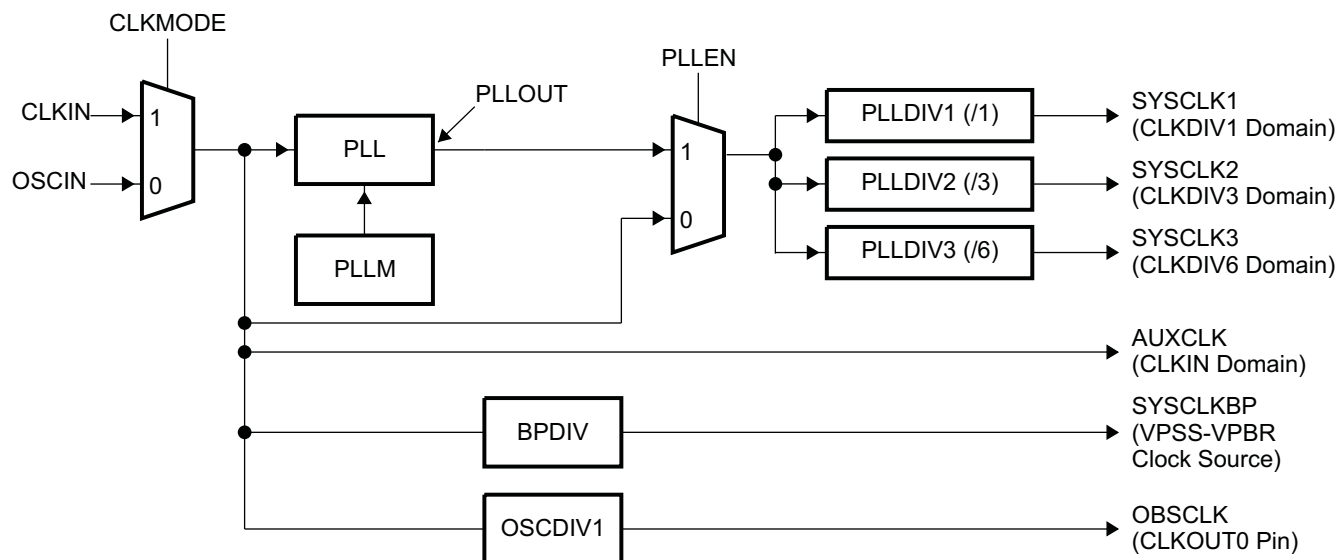 CLKMODE
CLKIN
1
OSCIN
0
PLL
PLLM
PLLOUT
PLLEN
1
0
PLLDIV1 (/1)
SYSCLK1
(CLKDIV1 Domain)
PLLDIV2 (/3)
SYSCLK2
(CLKDIV3 Domain)
PLLDIV3 (/6)
SYSCLK3
(CLKDIV6 Domain)
AUXCLK
(CLKIN Domain)
BPDIV
SYSCLKBP
(VPSS-VPBR
Clock Source)
OSCDIV1
OBSCLK
(CLKOUT0 Pin)